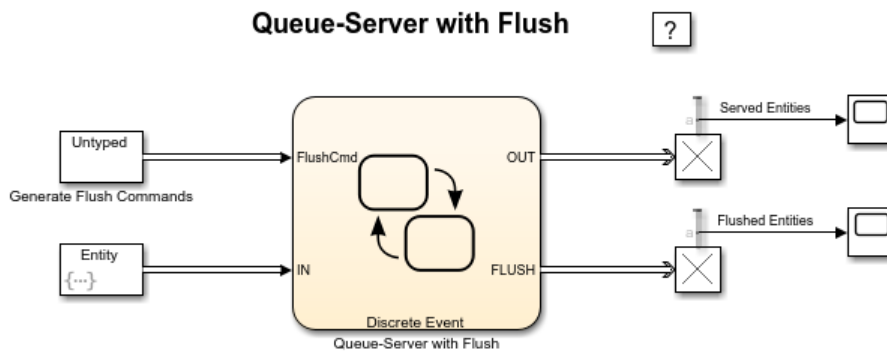 Queue-Server with Flush
?
Untyped
Generate Flush Commands
Entity
{...}
FlushCmd
IN
OUT
FLUSH
Discrete Event
Queue-Server with Flush
a
Served Entities
a
Flushed Entities